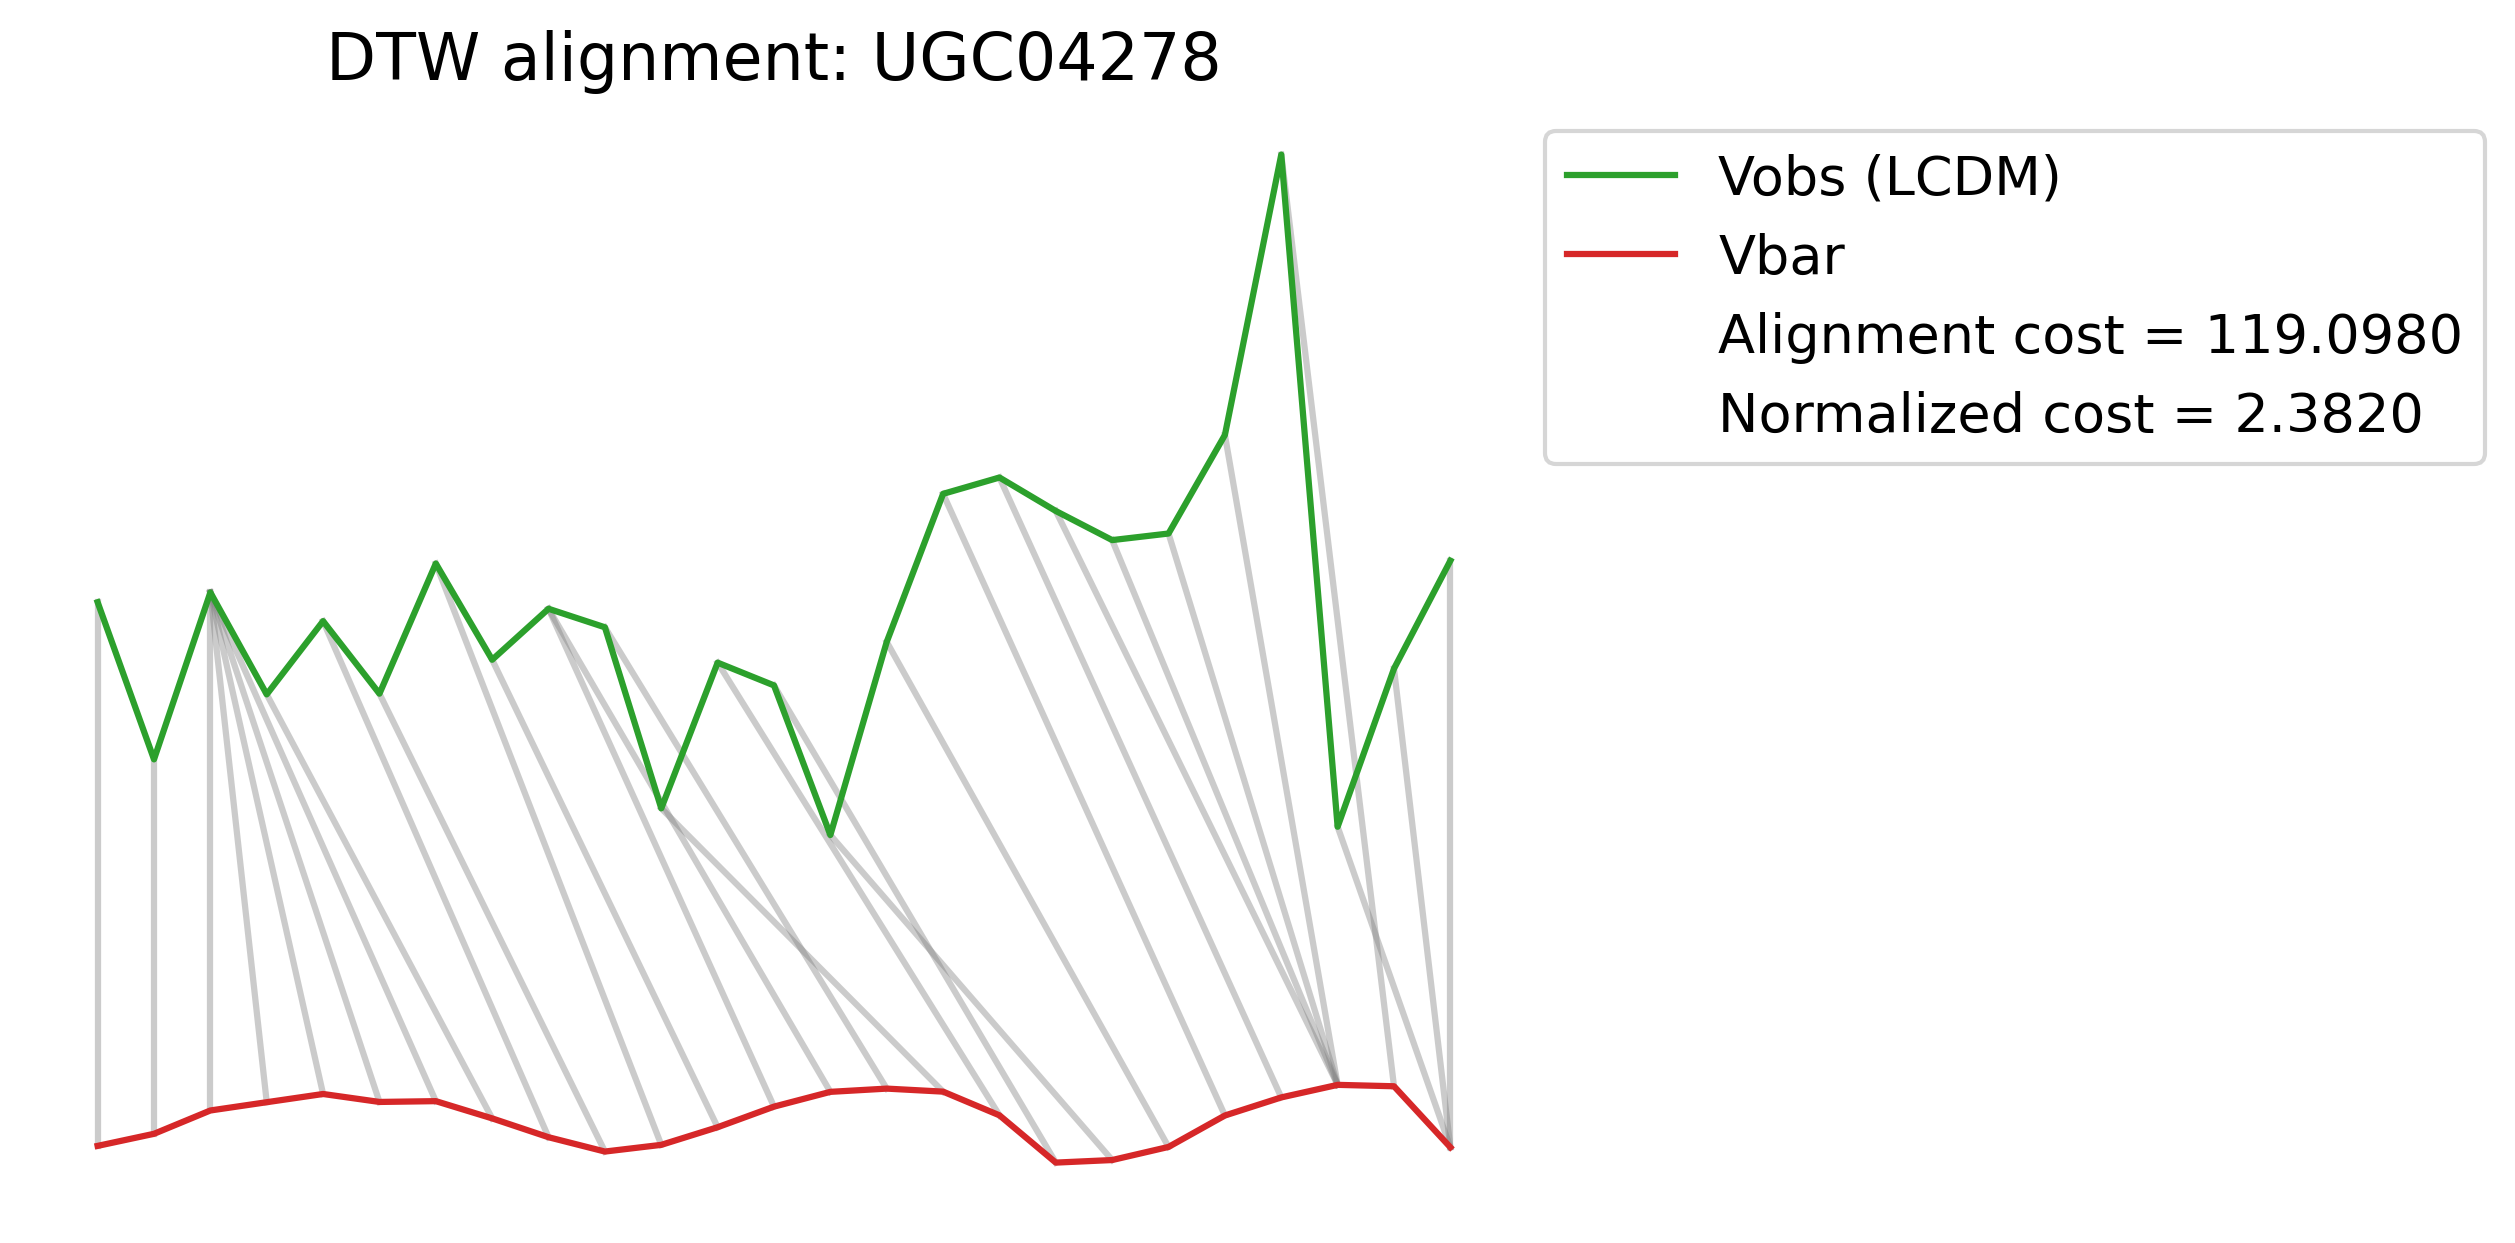 DTW alignment: UGC04278
Vobs (LCDM)
Vbar
Alignment cost = 119.0980
Normalized cost = 2.3820